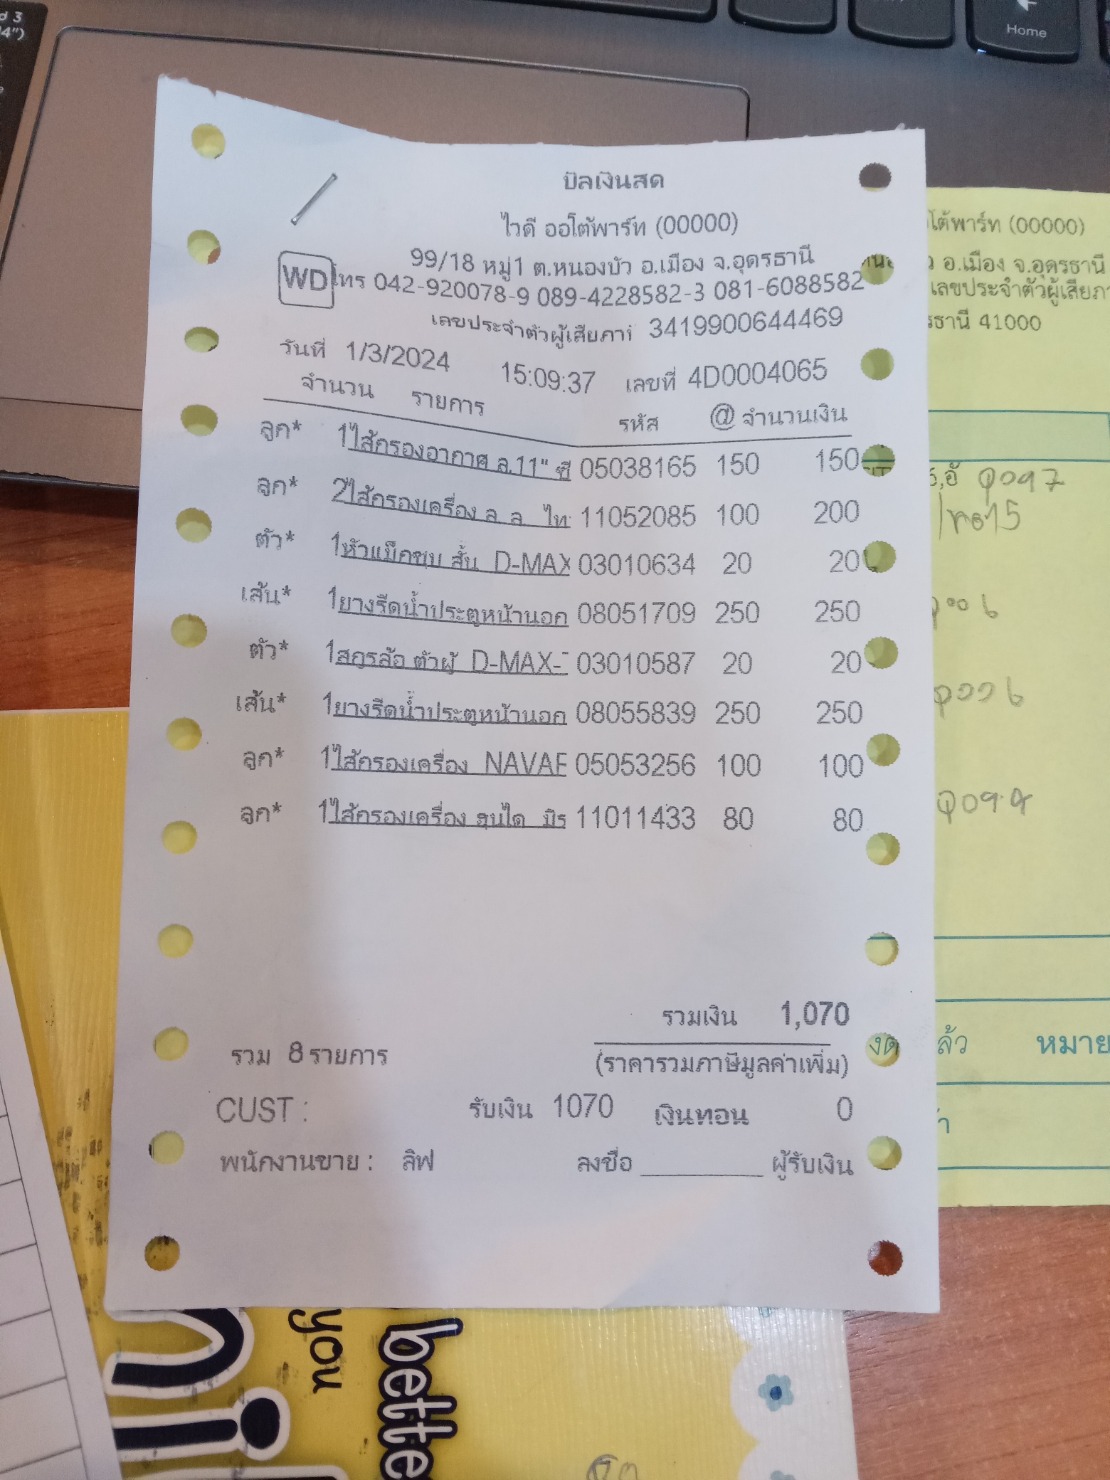 บิลเงินสด
ไวดี ออโต้พาร์ท (00000)
99/18 หมู่1 ต.หนองบัว อ.เมือง จ.อุดรธานี
WD โทร 042-920078-9 089-4228582-3 081-6088582
เลขประจำตัวผู้เสียภาษี 3419900644469
วันที่ 1/3/2024 15:09:37 เลขที่ 4D0004065
จำนวน รายการ รหัส @ จำนวนเงิน
ลูก* 1 ไส้กรองอากาศ ล.11" ซี 05038165 150 150
ลูก* 2 ไส้กรองเครื่อง ล.ล. ไท 11052085 100 200
ตัว* 1 หัวแม็คชุบ สั้น D-MAX 03010634 20 20
เส้น* 1 ยางรีดน้ำประตูหน้านอก 08051709 250 250
ตัว* 1 สกรูล้อ ตัวผู้ D-MAX- 03010587 20 20
เส้น* 1 ยางรีดน้ำประตูหน้านอก 08055839 250 250
ลูก* 1 ไส้กรองเครื่อง NAVAF 05053256 100 100
ลูก* 1 ไส้กรองเครื่อง ฮุนได มิร 11011433 80 80
รวมเงิน 1,070
รวม 8 รายการ (ราคารวมภาษีมูลค่าเพิ่ม)
CUST : รับเงิน 1070 เงินทอน 0
พนักงานขาย : ลิฟ ลงชื่อ ผู้รับเงิน
โต้พาร์ท (00000)
ว อ.เมือง จ.อุดรธานี
เลขประจำตัวผู้เสียภา
รธานี 41000
ล้ว หมาย
Home
you
bette